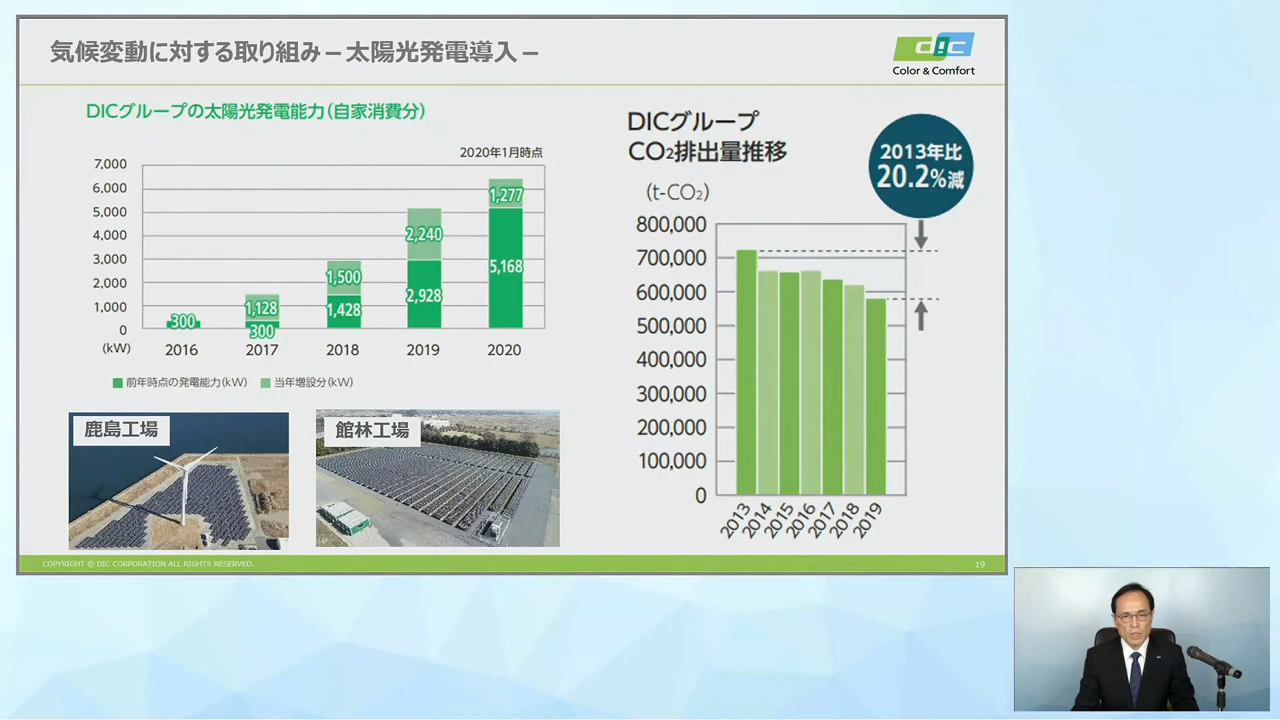 気候変動に対する取り組み－太陽光発電導入－
dic
Color & Comfort
DICグループの太陽光発電能力（自家消費分）
2020年1月時点
7,000
6,000
5,000
4,000
3,000
2,000
1,000
0
(kW)
300
1,128
300
1,500
1,428
2,240
2,928
1,277
5,168
2016
2017
2018
2019
2020
前年時点の発電能力(kW)
当年増設分(kW)
鹿島工場
館林工場
DICグループ
CO2排出量推移
2013年比
20.2%減
(t-CO2)
800,000
700,000
600,000
500,000
400,000
300,000
200,000
100,000
0
2013
2014
2015
2016
2017
2018
2019
COPYRIGHT © DIC CORPORATION ALL RIGHTS RESERVED.
19